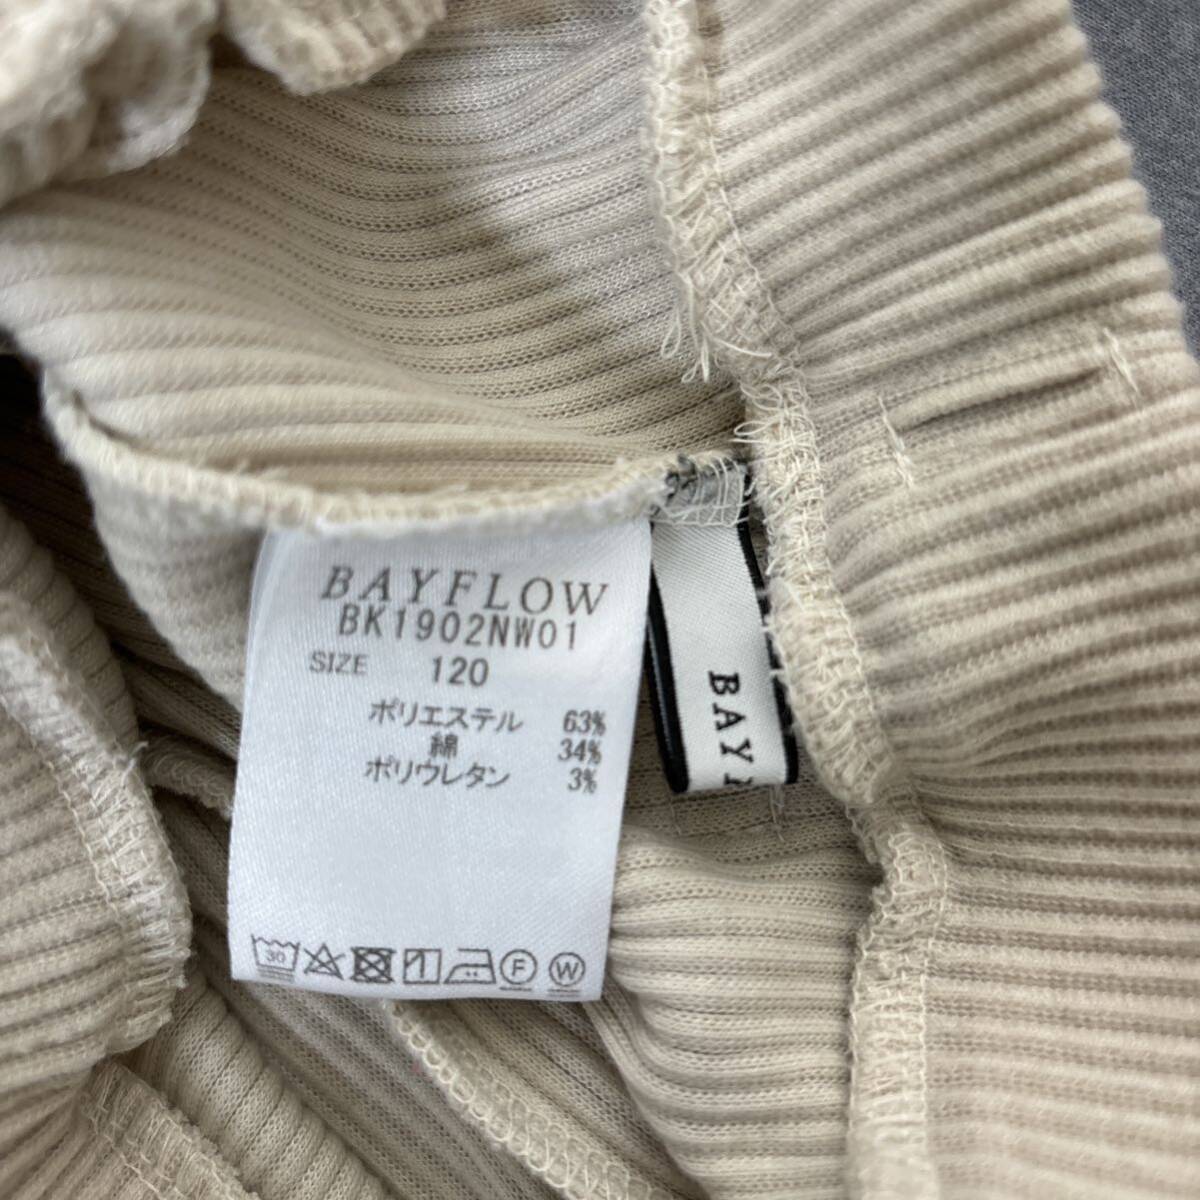 BAYFLOW
BK1902NW01
SIZE 120
ポリエステル 63%
綿 34%
ポリウレタン 3%
30 F W
BAY